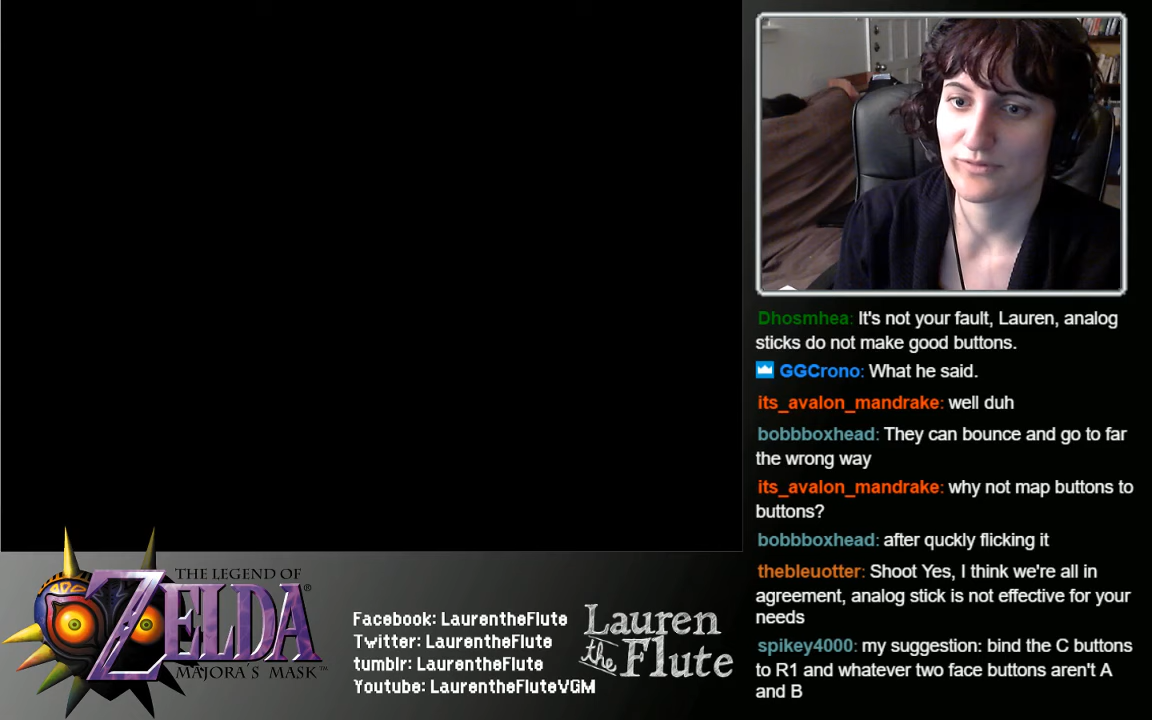 Dhosmhea: It's not your fault, Lauren, analog
sticks do not make good buttons.
GGCrono: What he said.
its_avalon_mandrake: well duh
bobbboxhead: They can bounce and go to far
the wrong way
its_avalon_mandrake: why not map buttons to
buttons?
bobbboxhead: after quckly flicking it
thebleuotter: Shoot Yes, I think we're all in
agreement, analog stick is not effective for your
needs
spikey4000: my suggestion: bind the C buttons
to R1 and whatever two face buttons aren't A
and B
THE LEGEND OF
ZELDA®
MAJORA'S MASK™
Facebook: LaurentheFlute
Twitter: LaurentheFlute
tumblr: LaurentheFlute
Youtube: LaurentheFluteVGM
Lauren
the Flute